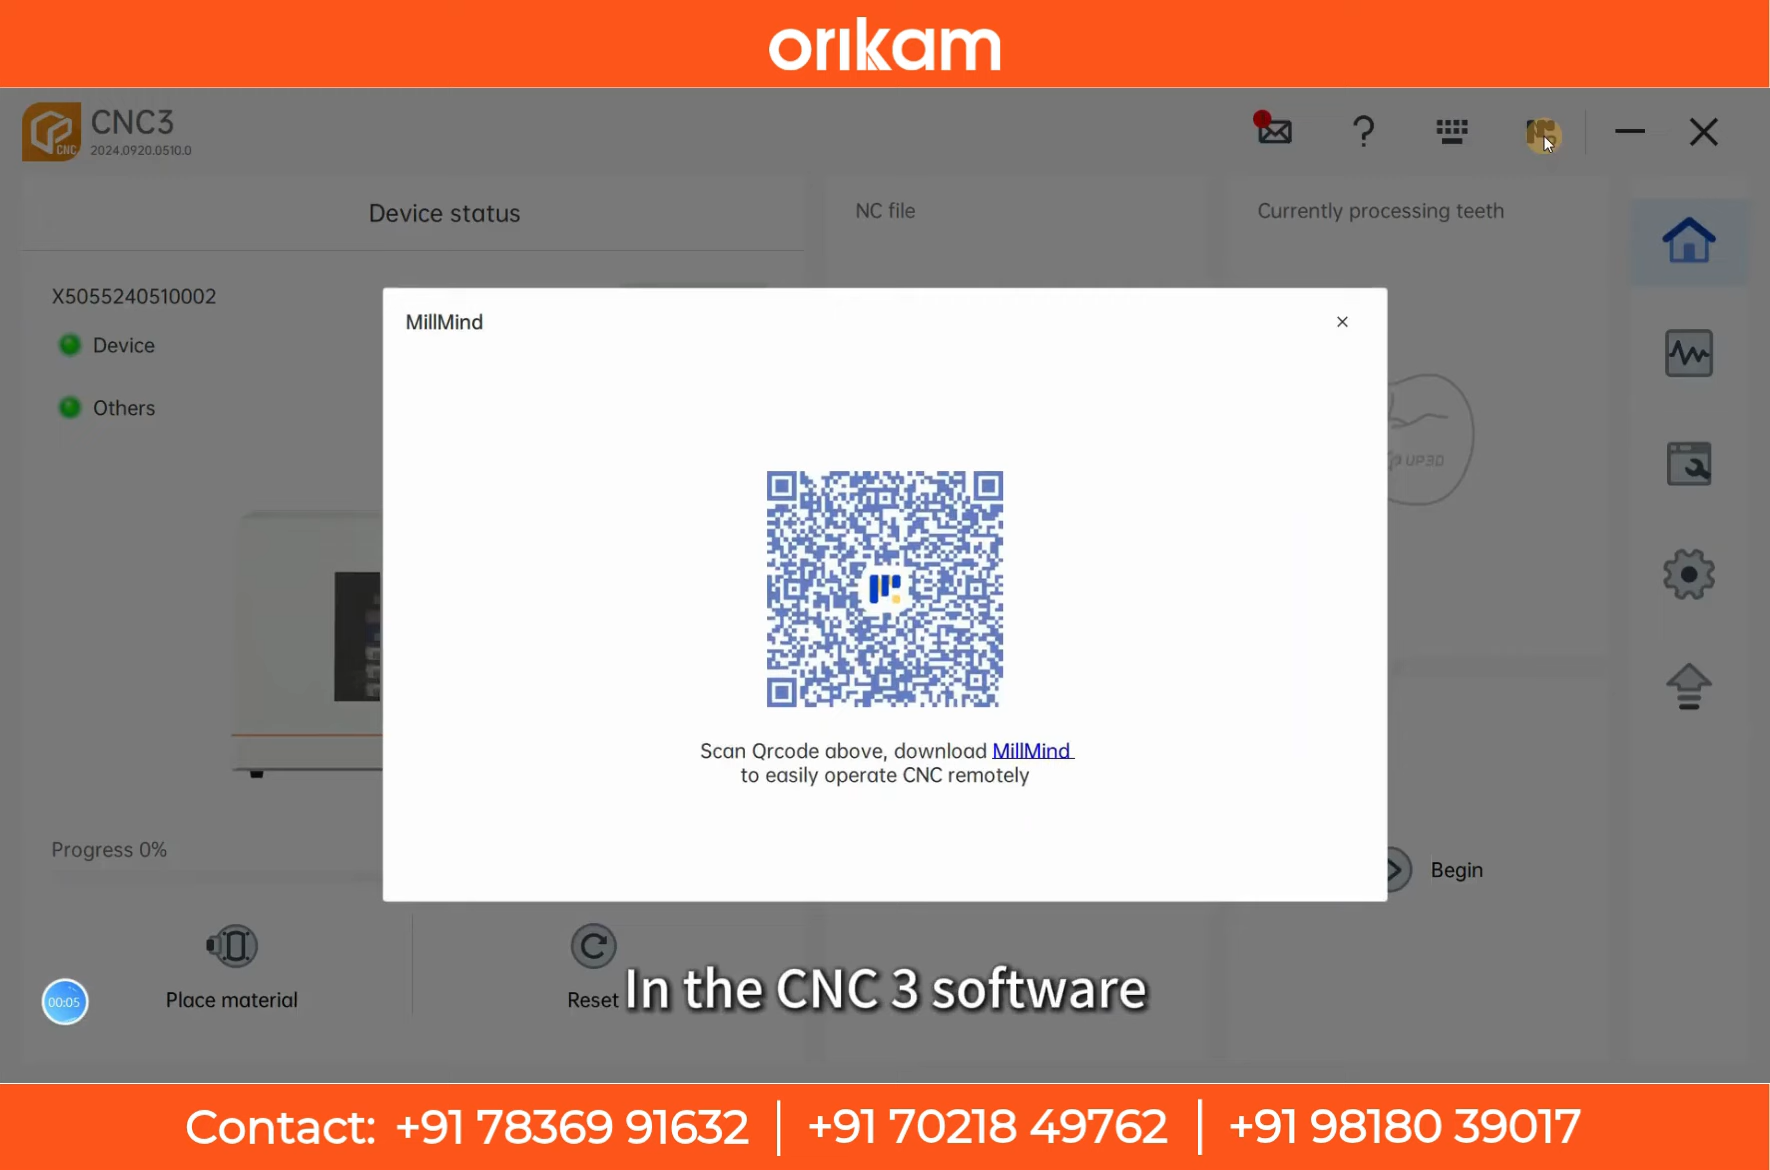 orikam
CNC3
2024.0920.0510.0
CNC
?
Device status
NC file
Currently processing teeth
X5055240510002
Device
Others
MillMind
UP3D
Scan Qrcode above, download MillMind
to easily operate CNC remotely
Progress 0%
Begin
Place material
Reset
00:05
In the CNC 3 software
Contact: +91 78369 91632 | +91 70218 49762 | +91 98180 39017